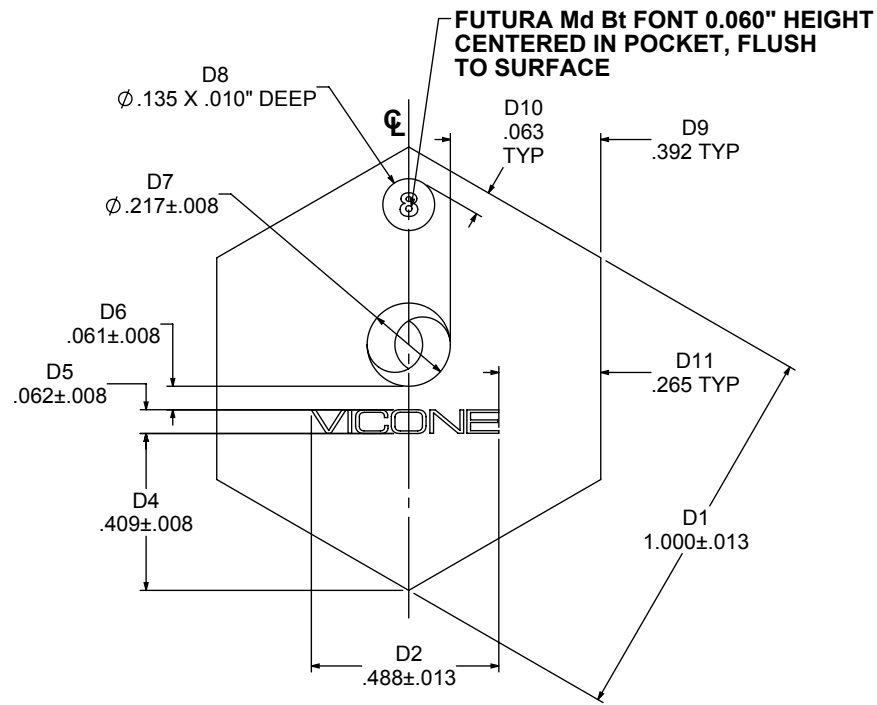 FUTURA Md Bt FONT 0.060" HEIGHT
CENTERED IN POCKET, FLUSH
TO SURFACE
D8
∅.135 X .010" DEEP
℄
D10
.063
TYP
D9
.392 TYP
D7
∅.217±.008
8
D6
.061±.008
D5
.062±.008
D11
.265 TYP
VICONE
D4
.409±.008
D1
1.000±.013
D2
.488±.013